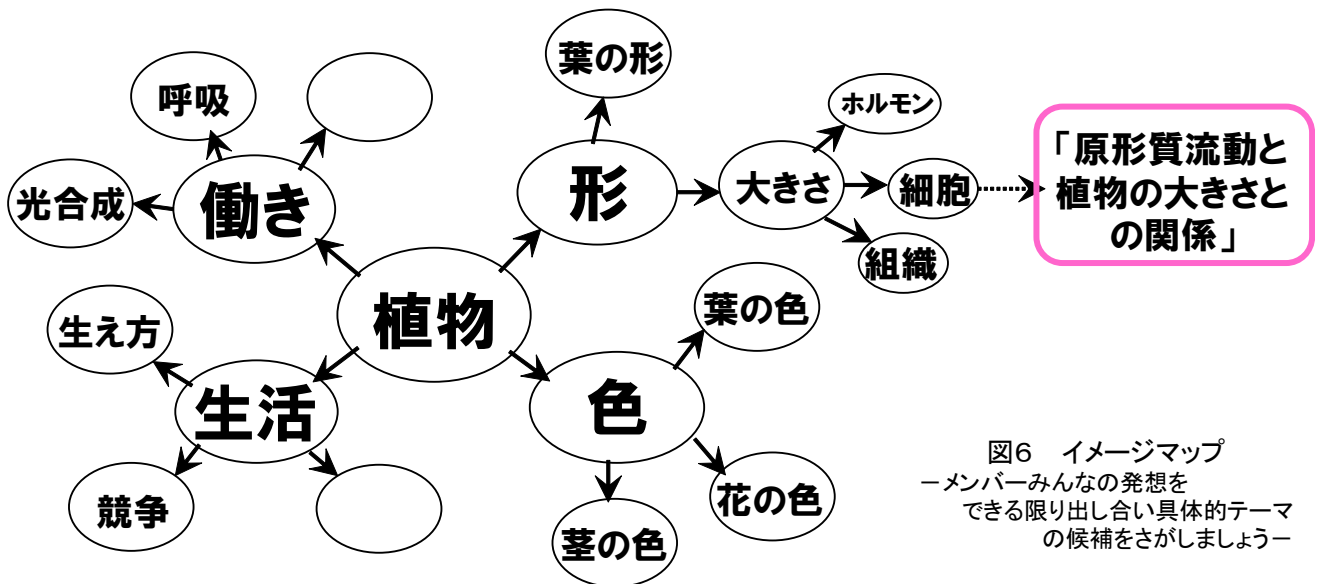 葉の形
呼吸
ホルモン
「原形質流動と
植物の大きさと
の関係」
光合成
働き
形
大きさ
細胞
組織
植物
葉の色
生え方
生活
色
花の色
競争
茎の色
図6 イメージマップ
－メンバーみんなの発想を
できる限り出し合い具体的テーマ
の候補をさがしましょう－